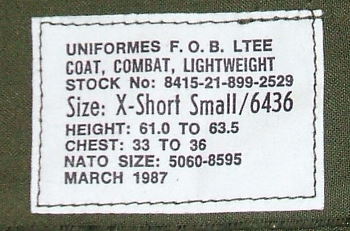 UNIFORMES F. O. B. LTEE
COAT, COMBAT, LIGHTWEIGHT
STOCK No: 8415-21-899-2529
Size: X-Short Small/6436
HEIGHT: 61.0 TO 63.5
CHEST: 33 TO 36
NATO SIZE: 5060-8595
MARCH 1987